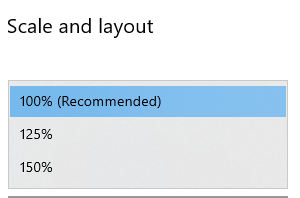 Scale and layout
100% (Recommended)
125%
150%